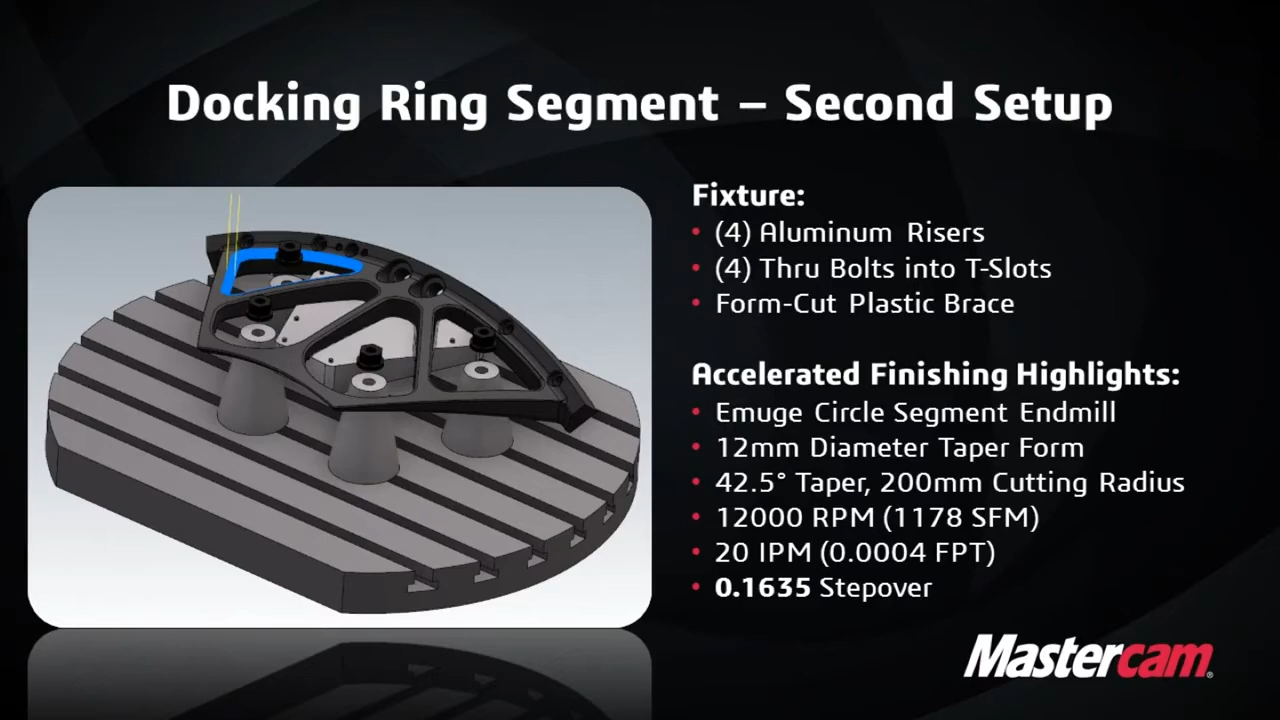 Docking Ring Segment – Second Setup
Fixture:
• (4) Aluminum Risers
• (4) Thru Bolts into T-Slots
• Form-Cut Plastic Brace
Accelerated Finishing Highlights:
• Emuge Circle Segment Endmill
• 12mm Diameter Taper Form
• 42.5° Taper, 200mm Cutting Radius
• 12000 RPM (1178 SFM)
• 20 IPM (0.0004 FPT)
• 0.1635 Stepover
Mastercam®